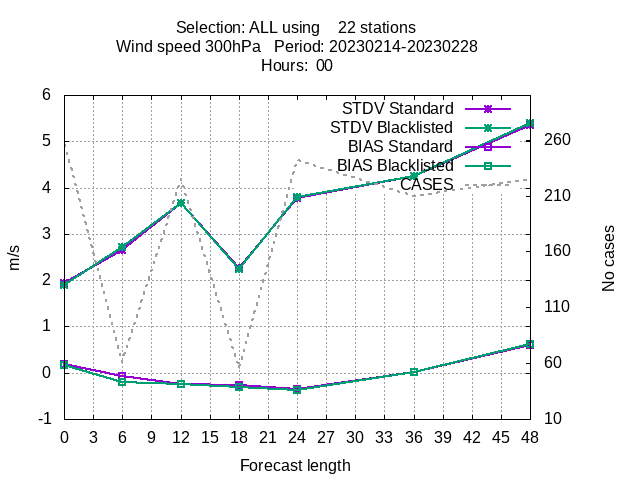 Selection: ALL using    22 stations
Wind speed 300hPa   Period: 20230214-20230228
Hours:  00
STDV Standard
STDV Blacklisted
BIAS Standard
BIAS Blacklisted
CASES
6
5
4
3
2
1
0
-1
m/s
260
210
160
110
60
10
No cases
0 3 6 9 12 15 18 21 24 27 30 33 36 39 42 45 48
Forecast length